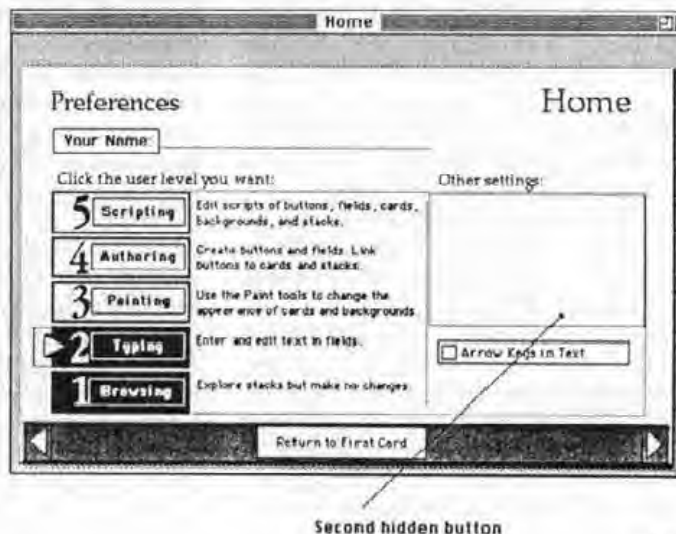 Home
Preferences
Home
Your Name:
Click the user level you want:
Other settings:
5 Scripting
Edit scripts of buttons, fields, cards,
backgrounds, and stacks.
4 Authoring
Create buttons and fields. Link
buttons to cards and stacks.
3 Painting
Use the Paint tools to change the
appearance of cards and backgrounds.
2 Typing
Enter and edit text in fields.
Arrow Keys in Text
1 Browsing
Explore stacks but make no changes.
Return to First Card
Second hidden button